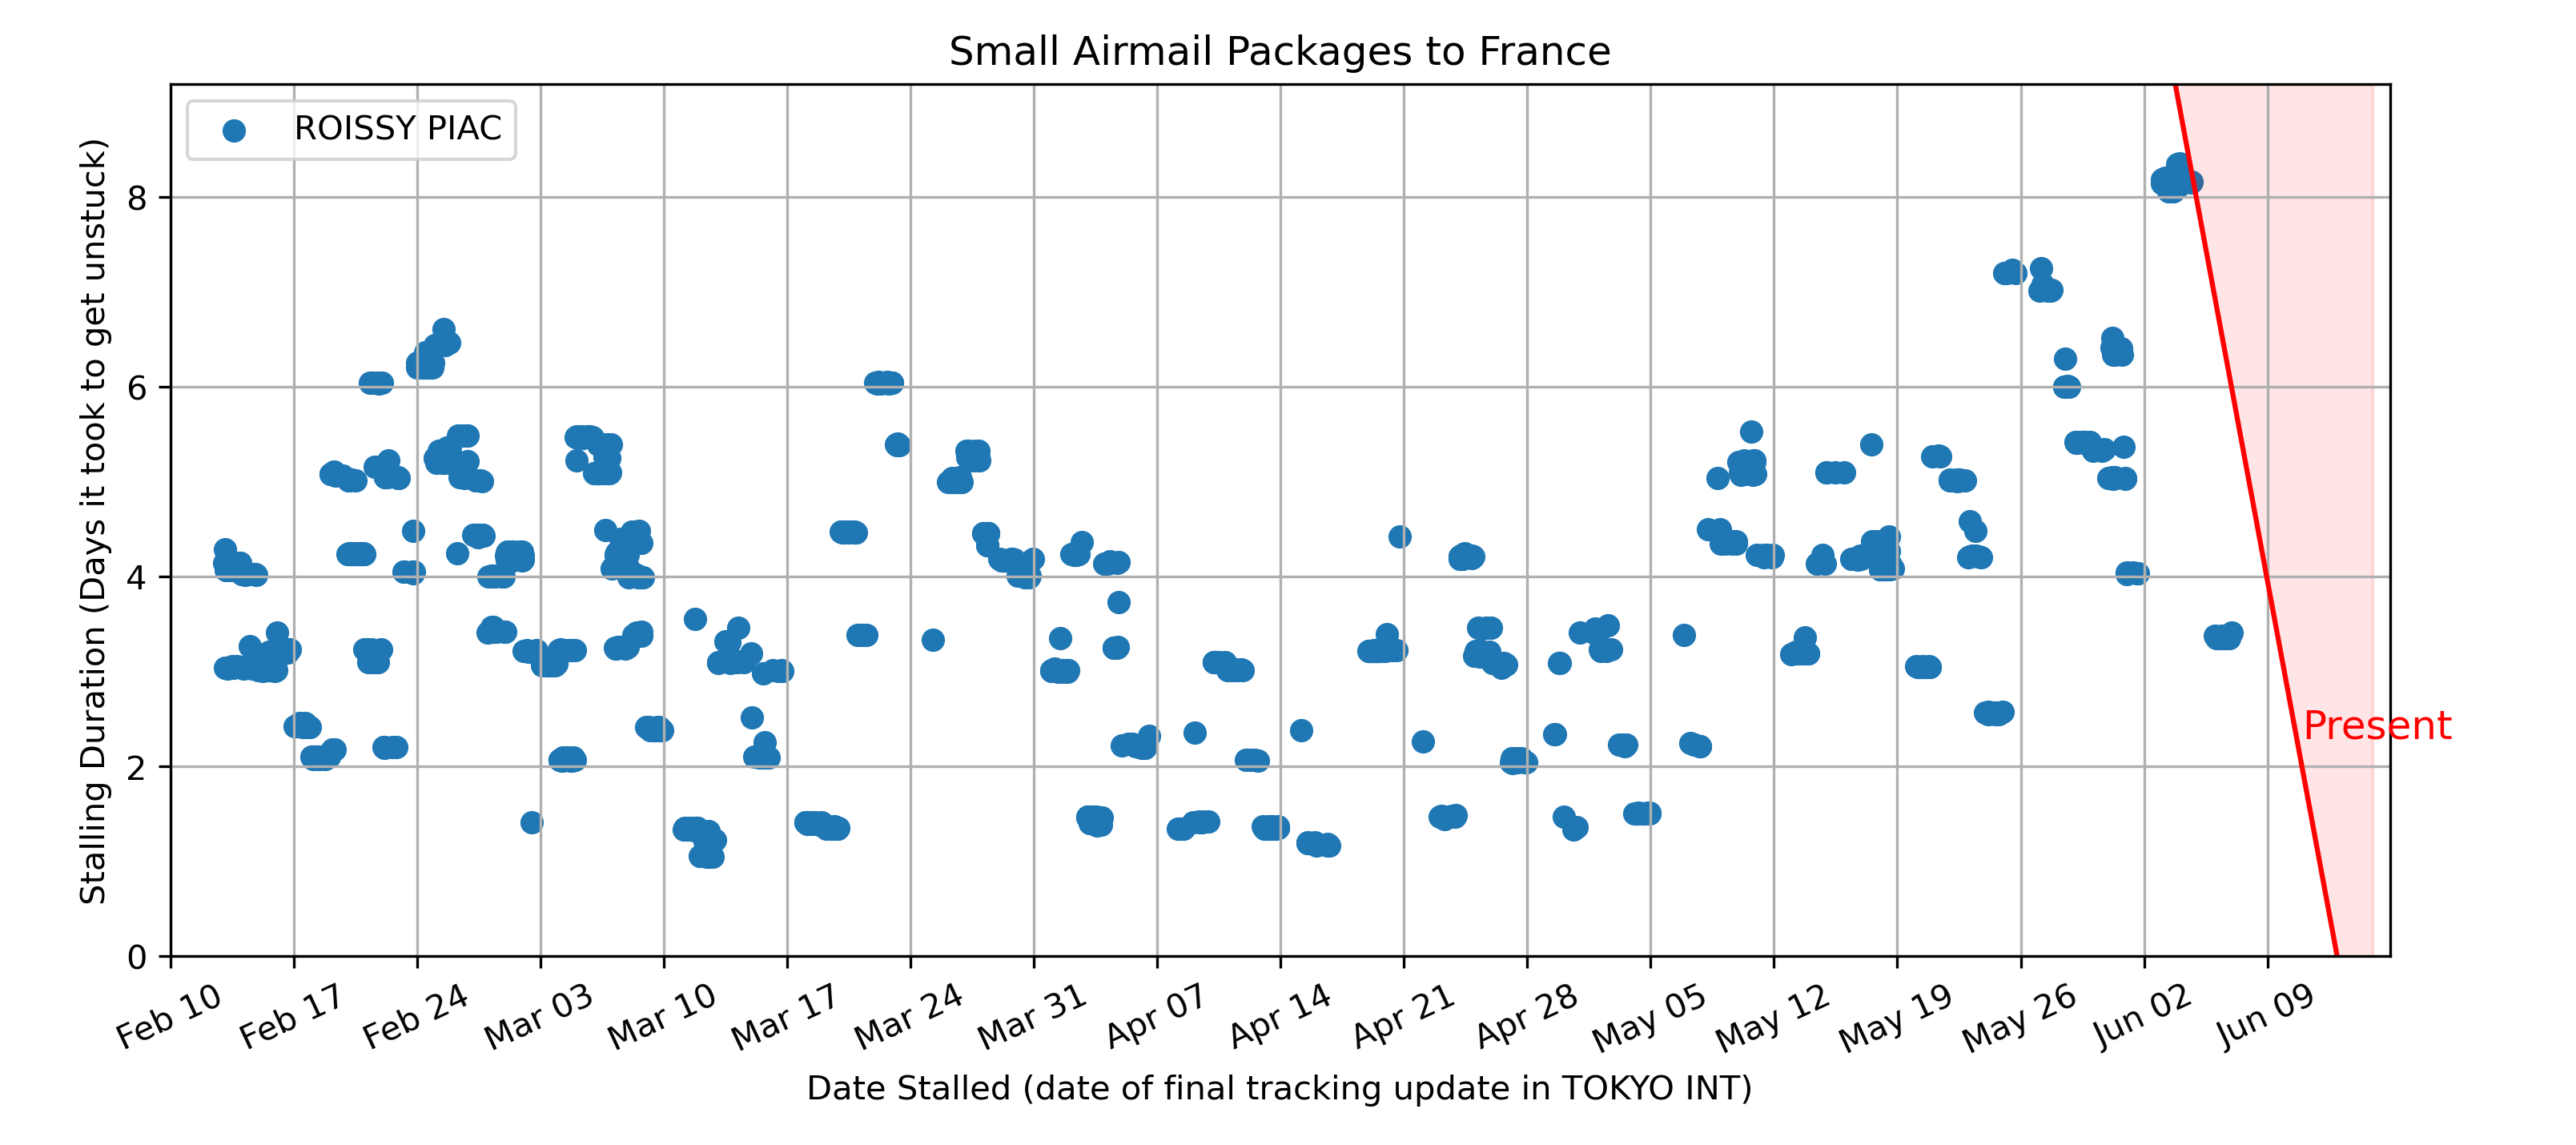 Small Airmail Packages to France
ROISSY PIAC
Stalling Duration (Days it took to get unstuck)
8
6
4
2
0
Present
Feb 10
Feb 17
Feb 24
Mar 03
Mar 10
Mar 17
Mar 24
Mar 31
Apr 07
Apr 14
Apr 21
Apr 28
May 05
May 12
May 19
May 26
Jun 02
Jun 09
Date Stalled (date of final tracking update in TOKYO INT)